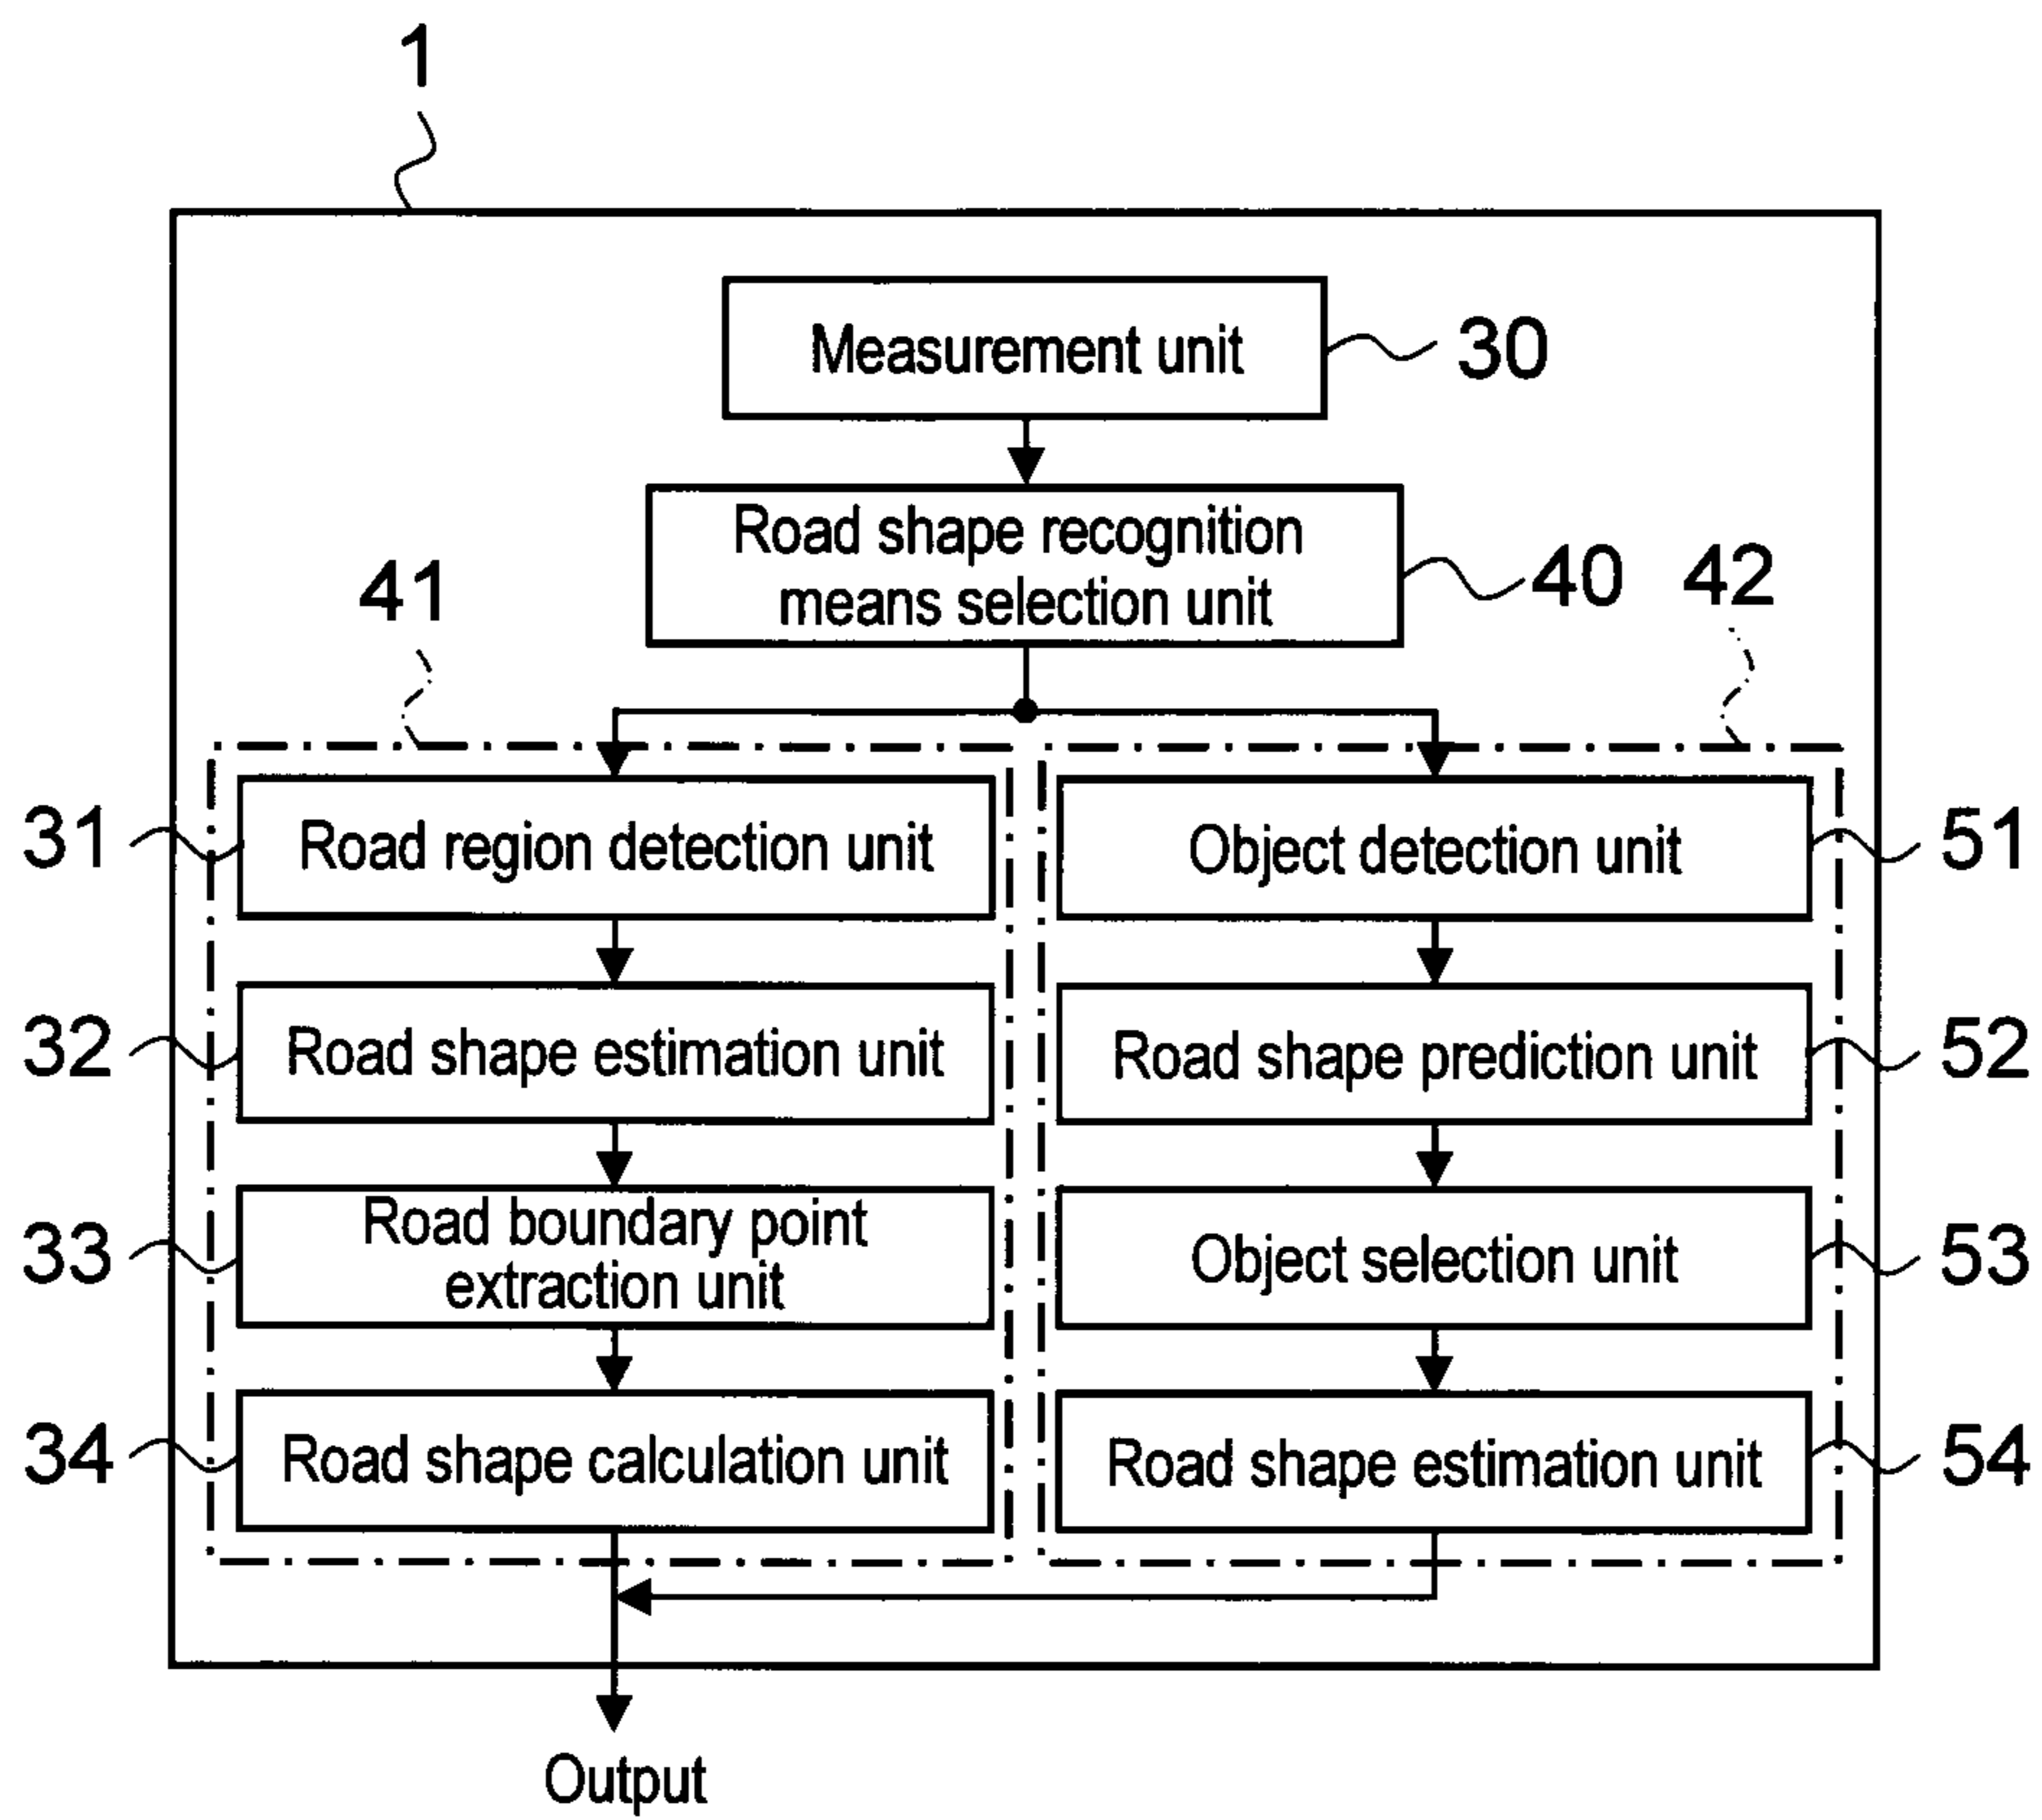 1
Measurement unit
30
Road shape recognition
means selection unit
40
41
42
31
Road region detection unit
Object detection unit
51
32
Road shape estimation unit
Road shape prediction unit
52
33
Road boundary point
extraction unit
Object selection unit
53
34
Road shape calculation unit
Road shape estimation unit
54
Output